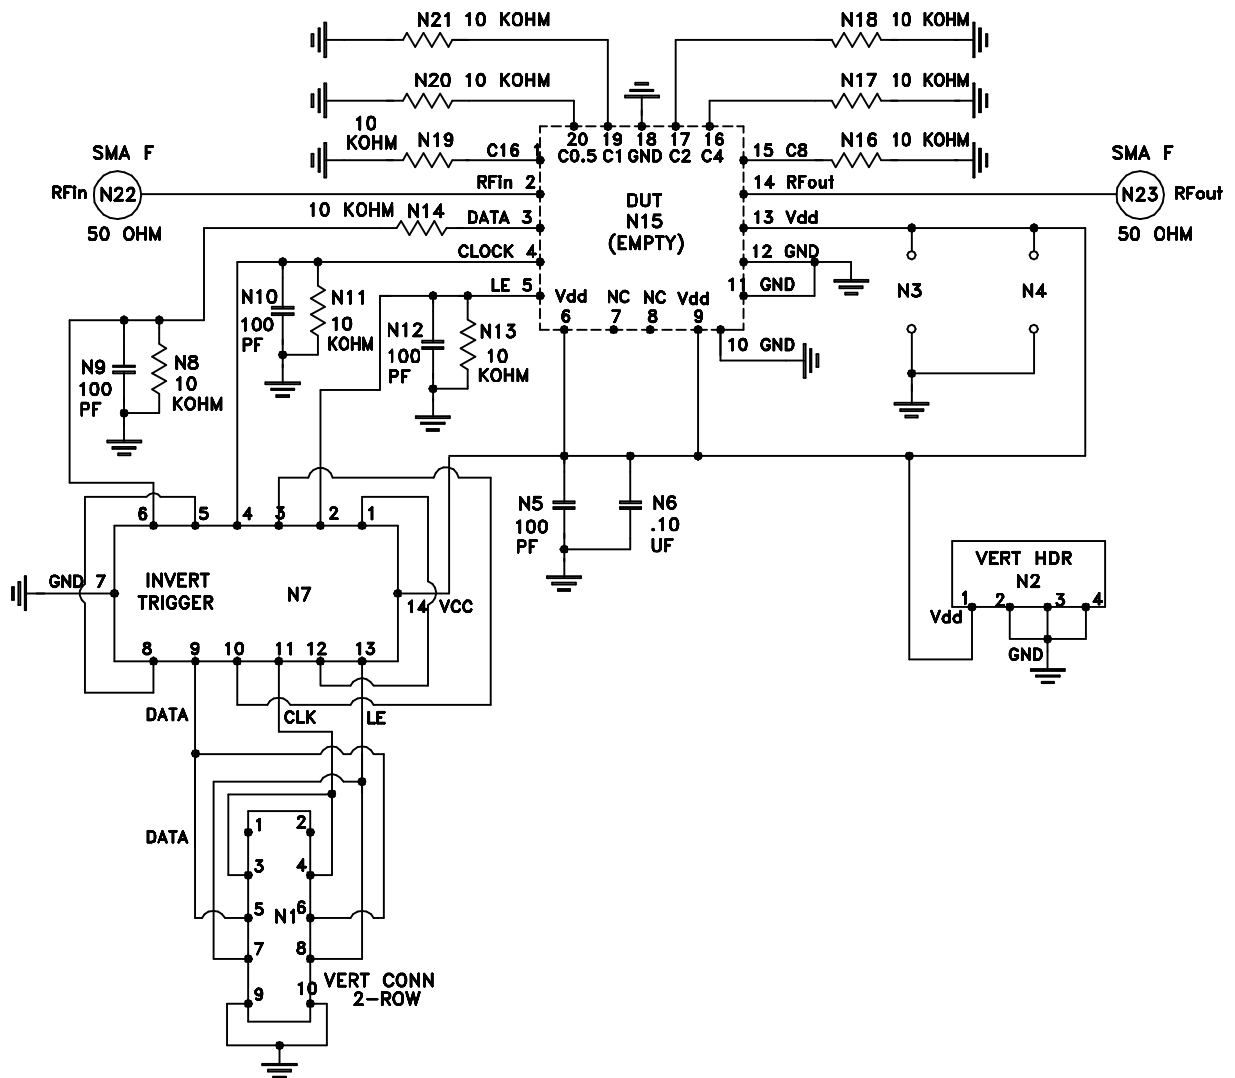 N21 10 KOHM
N18 10 KOHM
N20 10 KOHM
N17 10 KOHM
10
KOHM
N19
N16 10 KOHM
20 19 18 17 16
C0.5 C1 GND C2 C4
C16 1
15 C8
SMA F
RFin
N22
50 OHM
RFin 2
14 RFout
SMA F
N23
RFout
50 OHM
DUT
N15
(EMPTY)
10 KOHM N14
DATA 3
13 Vdd
CLOCK 4
12 GND
LE 5
11 GND
Vdd NC NC Vdd
6 7 8 9
10 GND
N3
N4
N10
100
PF
N11
10
KOHM
N12
100
PF
N13
10
KOHM
N9
100
PF
N8
10
KOHM
N5
100
PF
N6
.10
UF
6 5 4 3 2 1
GND 7
INVERT
TRIGGER
N7
14 VCC
8 9 10 11 12 13
VERT HDR
N2
1 2 3 4
Vdd
GND
DATA
CLK
LE
DATA
1 2
3 4
5 N1 6
7 8
9 10
VERT CONN
2-ROW